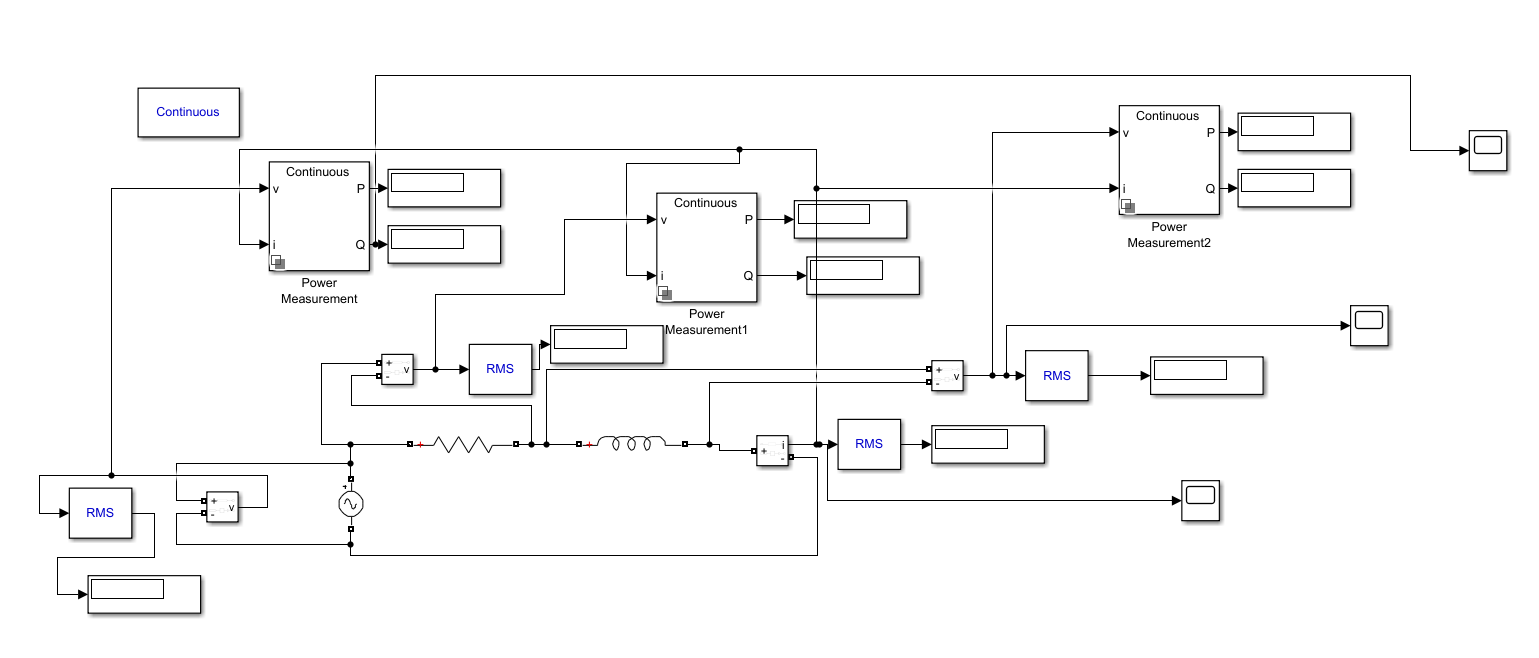 Continuous
Continuous
v
P
i
Q
Power
Measurement
Continuous
v
P
i
Q
Power
Measurement1
Continuous
v
P
i
Q
Power
Measurement2
+
-
v
RMS
+
-
v
RMS
+
+
+
i
-
RMS
RMS
+
-
v
+